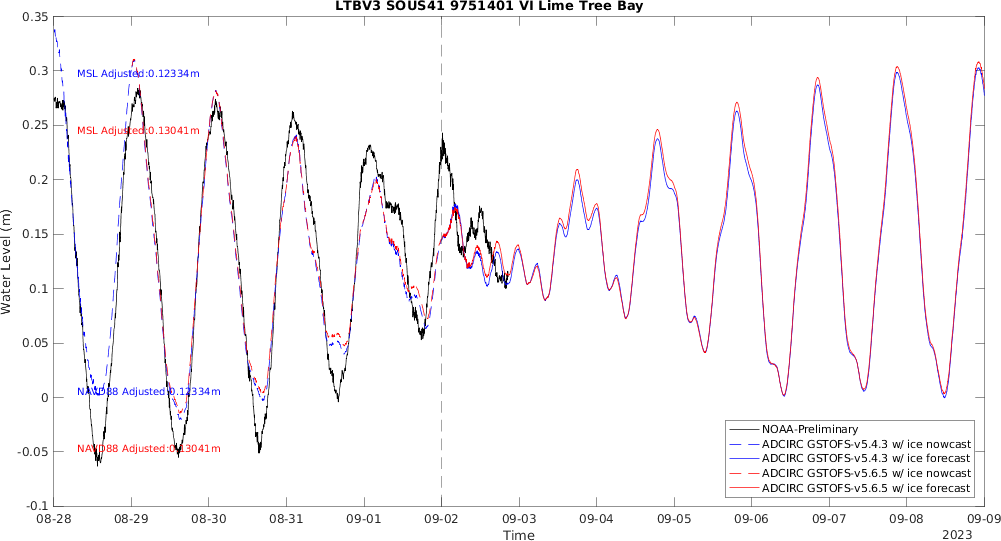 LTBV3 SOUS41 9751401 VI Lime Tree Bay
0.35
0.3
0.25
0.2
0.15
0.1
0.05
0
-0.05
-0.1
Water Level (m)
MSL Adjusted:0.12334m
MSL Adjusted:0.13041m
NAVD88 Adjusted:0.12334m
NAVD88 Adjusted:0.13041m
NOAA-Preliminary
ADCIRC GSTOFS-v5.4.3 w/ ice nowcast
ADCIRC GSTOFS-v5.4.3 w/ ice forecast
ADCIRC GSTOFS-v5.6.5 w/ ice nowcast
ADCIRC GSTOFS-v5.6.5 w/ ice forecast
08-28 08-29 08-30 08-31 09-01 09-02 09-03 09-04 09-05 09-06 09-07 09-08 09-09
Time
2023